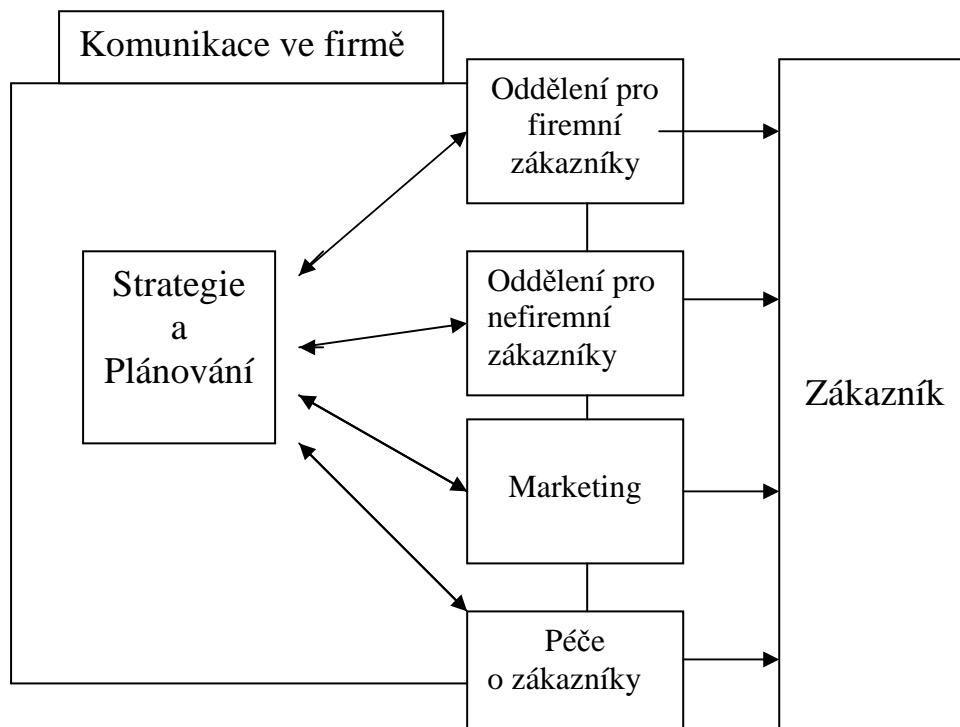 Komunikace ve firmě
Oddělení pro
firemní
zákazníky
Strategie
a
Plánování
Oddělení pro
nefiremní
zákazníky
Marketing
Péče
o zákazníky
Zákazník